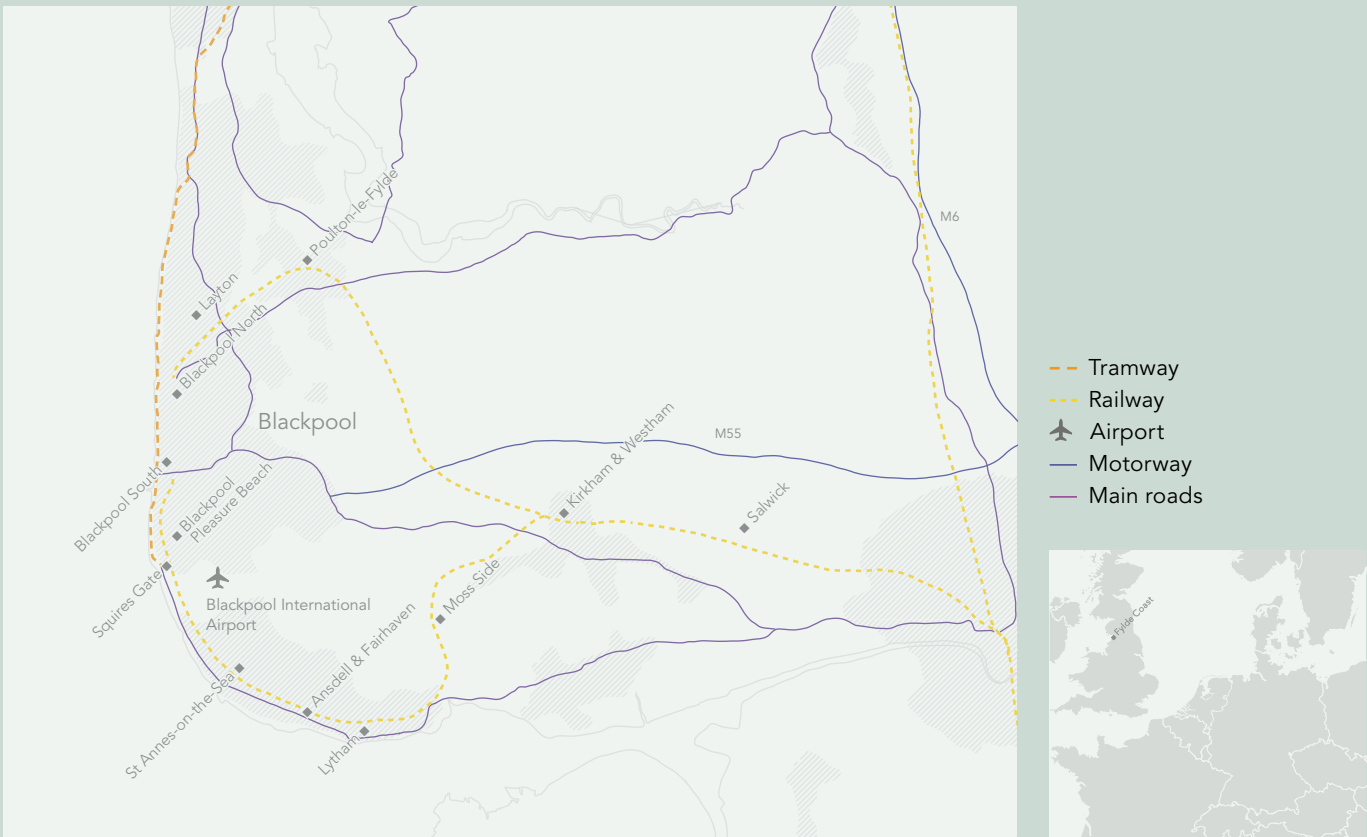 Poulton-le-Fylde
M6
Layton
Blackpool North
Blackpool
M55
Kirkham & Westham
Salwick
Blackpool South
Blackpool
Pleasure Beach
Squires Gate
Blackpool International
Airport
Moss Side
Ansdell & Fairhaven
St Annes-on-the-Sea
Lytham
Tramway
Railway
Airport
Motorway
Main roads
Fylde Coast